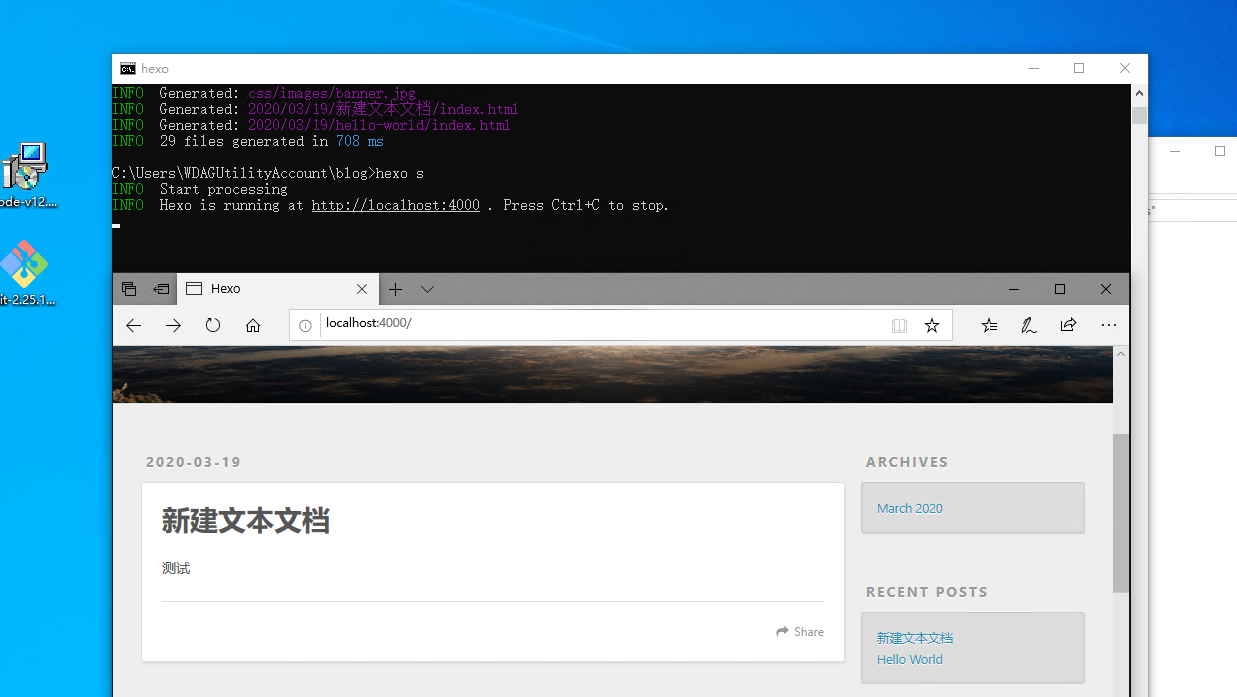 hexo
INFO Generated: css/images/banner.jpg
INFO Generated: 2020/03/19/新建文本文档/index.html
INFO Generated: 2020/03/19/hello-world/index.html
INFO 29 files generated in 708 ms
C:\Users\WDAGUtilityAccount\blog>hexo s
INFO Start processing
INFO Hexo is running at http://localhost:4000 . Press Ctrl+C to stop.
ode-v12....
it-2.25.1...
Hexo
localhost:4000/
2020-03-19
新建文本文档
测试
Share
ARCHIVES
March 2020
RECENT POSTS
新建文本文档
Hello World